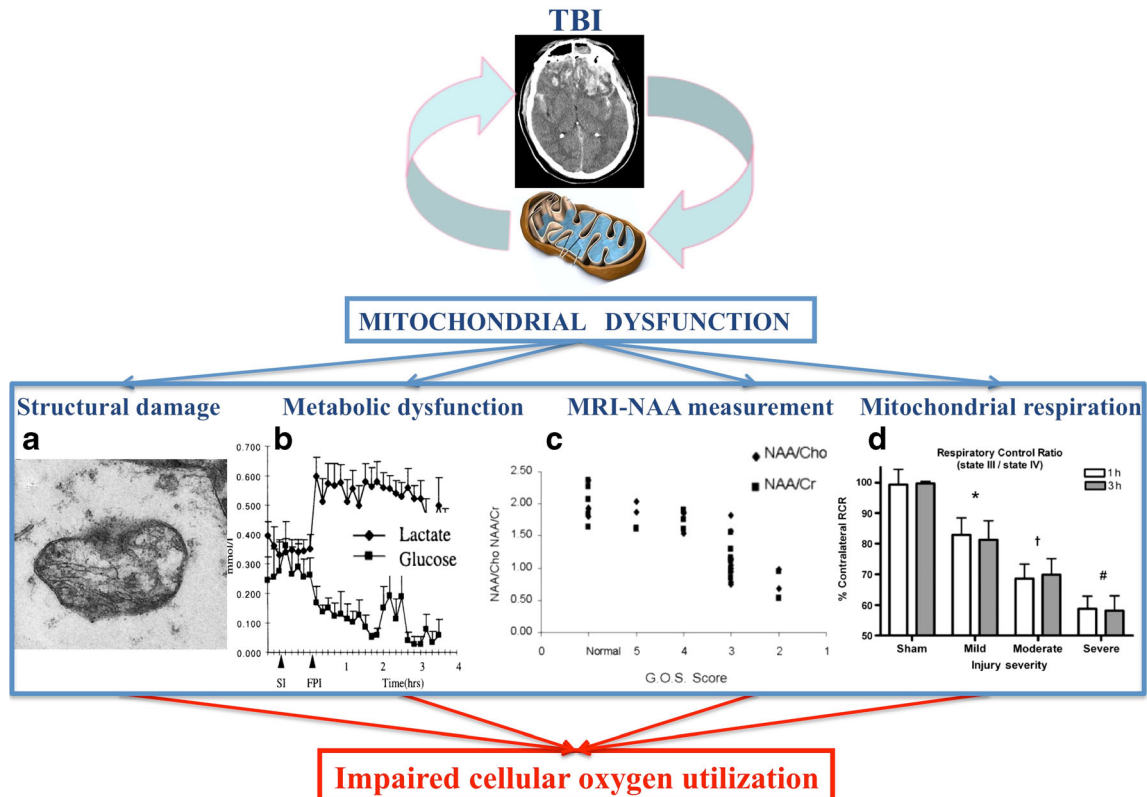 TBI
MITOCHONDRIAL DYSFUNCTION
Structural damage
Metabolic dysfunction
MRI-NAA measurement
Mitochondrial respiration
a
b
0.700
0.600
0.500
0.400
0.300
0.200
0.100
0.000
mmol/l
Lactate
Glucose
1
2
3
4
SI
FPI
Time(hrs)
c
NAA/Cho
NAA/Cr
2.50
2.00
1.50
1.00
0.50
0.00
NAA/Cho NAA/Cr
0
Normal
5
4
3
2
1
G.O.S. Score
d
Respiratory Control Ratio
(state III / state IV)
1 h
3 h
100
90
80
70
60
50
% Contralateral RCR
*
†
#
Sham
Mild
Moderate
Severe
Injury severity
Impaired cellular oxygen utilization